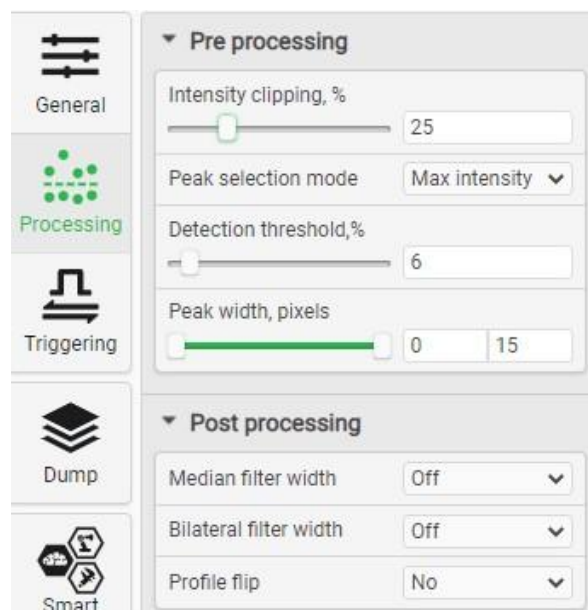 General
Processing
Triggering
Dump
Smart
Pre processing
Intensity clipping, %
25
Peak selection mode Max intensity
Detection threshold,%
6
Peak width, pixels
0 15
Post processing
Median filter width Off
Bilateral filter width Off
Profile flip No